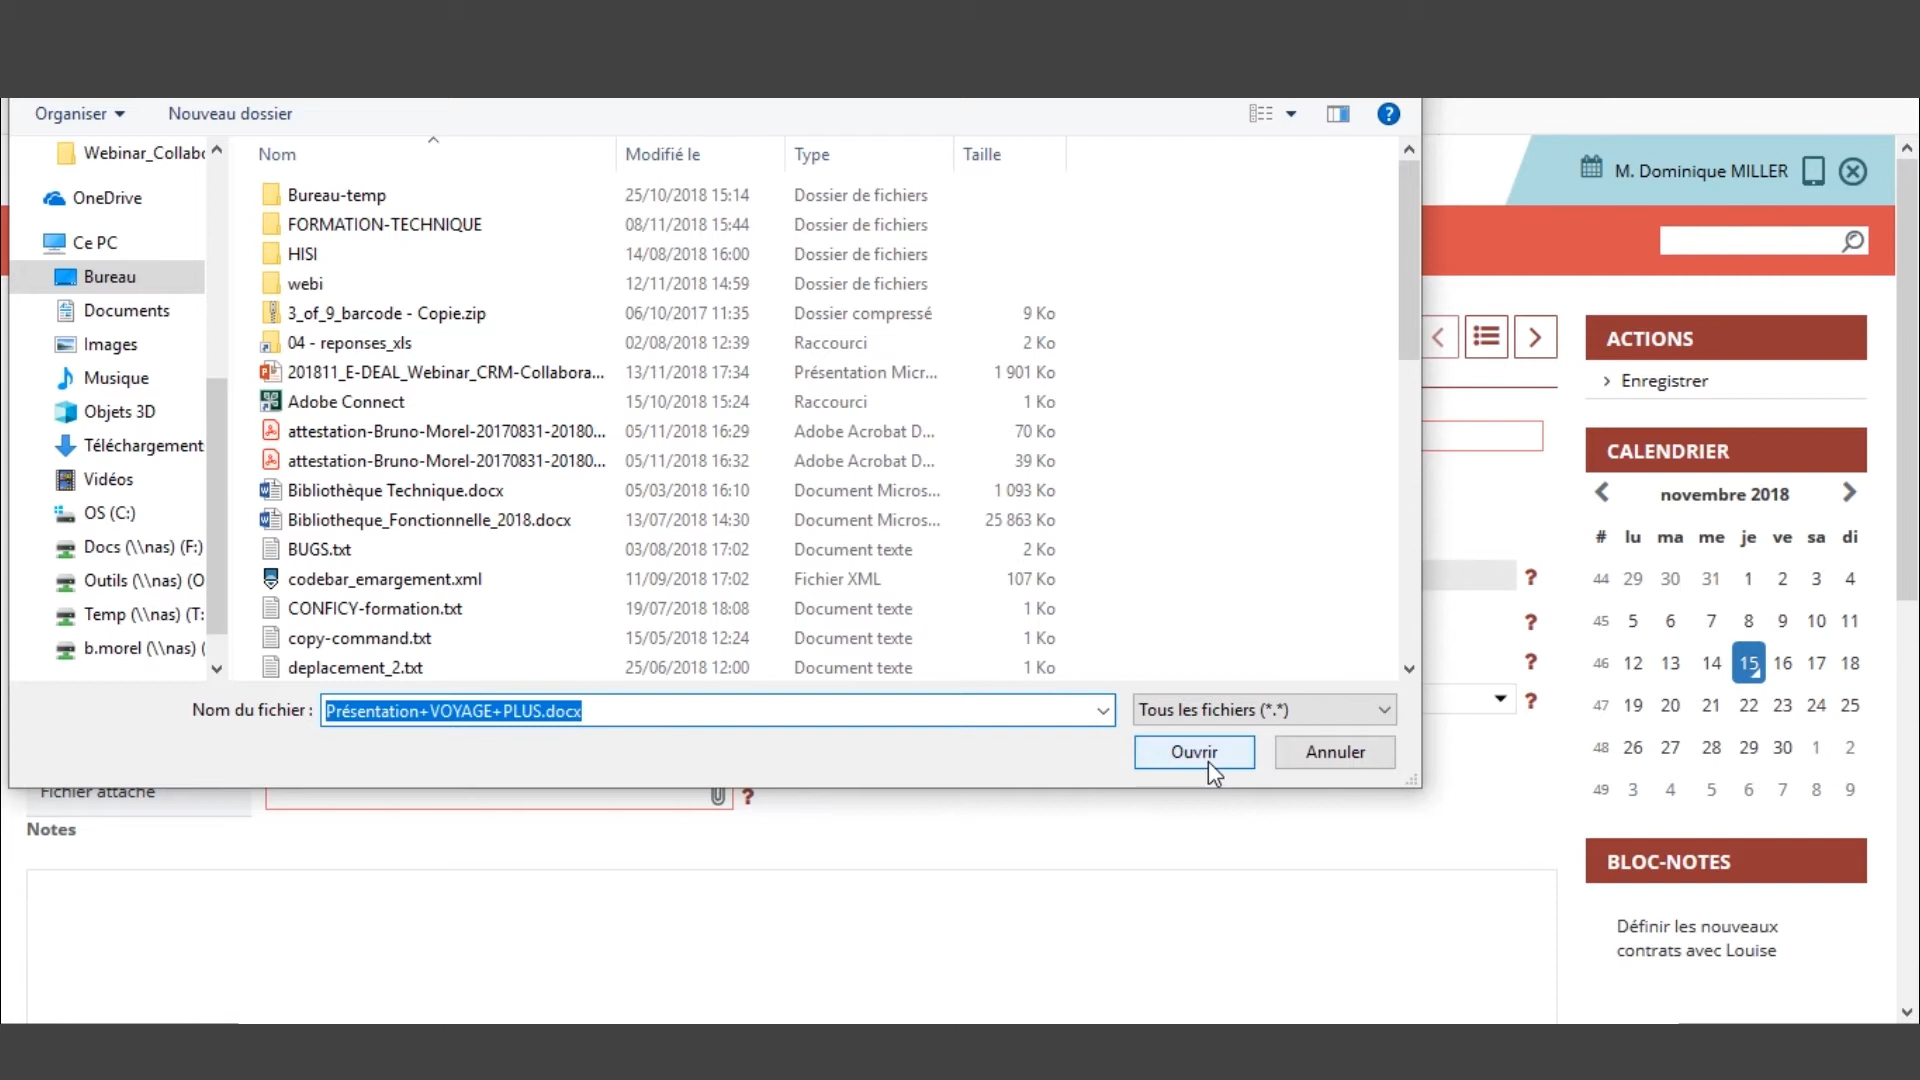 Organiser Nouveau dossier
M. Dominique MILLER
Webinar_Collabo
OneDrive
Ce PC
Bureau
Documents
Images
Musique
Objets 3D
Téléchargement
Vidéos
OS (C:)
Docs (\\nas) (F:)
Outils (\\nas) (O
Temp (\\nas) (T:
b.morel (\\nas) (
Nom Modifié le Type Taille
Bureau-temp 25/10/2018 15:14 Dossier de fichiers
FORMATION-TECHNIQUE 08/11/2018 15:44 Dossier de fichiers
HISI 14/08/2018 16:00 Dossier de fichiers
webi 12/11/2018 14:59 Dossier de fichiers
3_of_9_barcode - Copie.zip 06/10/2017 11:35 Dossier compressé 9 Ko
04 - reponses_xls 02/08/2018 12:39 Raccourci 2 Ko
201811_E-DEAL_Webinar_CRM-Collabora... 13/11/2018 17:34 Présentation Micr... 1 901 Ko
Adobe Connect 15/10/2018 15:24 Raccourci 1 Ko
attestation-Bruno-Morel-20170831-20180... 05/11/2018 16:29 Adobe Acrobat D... 70 Ko
attestation-Bruno-Morel-20170831-20180... 05/11/2018 16:32 Adobe Acrobat D... 39 Ko
Bibliothèque Technique.docx 05/03/2018 16:10 Document Micros... 1 093 Ko
Bibliotheque_Fonctionnelle_2018.docx 13/07/2018 14:30 Document Micros... 25 863 Ko
BUGS.txt 03/08/2018 17:02 Document texte 2 Ko
codebar_emargement.xml 11/09/2018 17:02 Fichier XML 107 Ko
CONFICY-formation.txt 19/07/2018 18:08 Document texte 1 Ko
copy-command.txt 15/05/2018 12:24 Document texte 1 Ko
deplacement_2.txt 25/06/2018 12:00 Document texte 1 Ko
Nom du fichier : Présentation+VOYAGE+PLUS.docx Tous les fichiers (*.*)
Ouvrir Annuler
Fichier attaché ?
Notes
?
?
?
?
ACTIONS
Enregistrer
CALENDRIER
novembre 2018
# lu ma me je ve sa di
44 29 30 31 1 2 3 4
45 5 6 7 8 9 10 11
46 12 13 14 15 16 17 18
47 19 20 21 22 23 24 25
48 26 27 28 29 30 1 2
49 3 4 5 6 7 8 9
BLOC-NOTES
Définir les nouveaux
contrats avec Louise